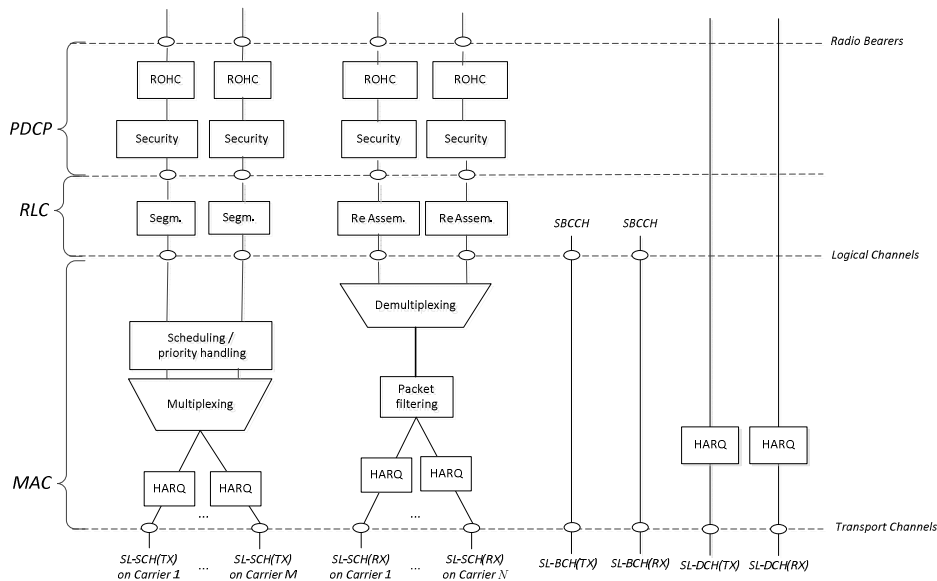 Radio Bearers
ROHC
ROHC
ROHC
ROHC
PDCP
Security
Security
Security
Security
RLC
Segm.
Segm.
Re Assem.
Re Assem.
SBCCH
SBCCH
Logical Channels
Demultiplexing
Scheduling /
priority handling
Packet
filtering
Multiplexing
HARQ
HARQ
MAC
HARQ
HARQ
HARQ
HARQ
...
...
Transport Channels
SL-SCH(TX)
on Carrier 1
...
SL-SCH(TX)
on Carrier M
SL-SCH(RX)
on Carrier 1
...
SL-SCH(RX)
on Carrier N
SL-BCH(TX)
SL-BCH(RX)
SL-DCH(TX)
SL-DCH(RX)